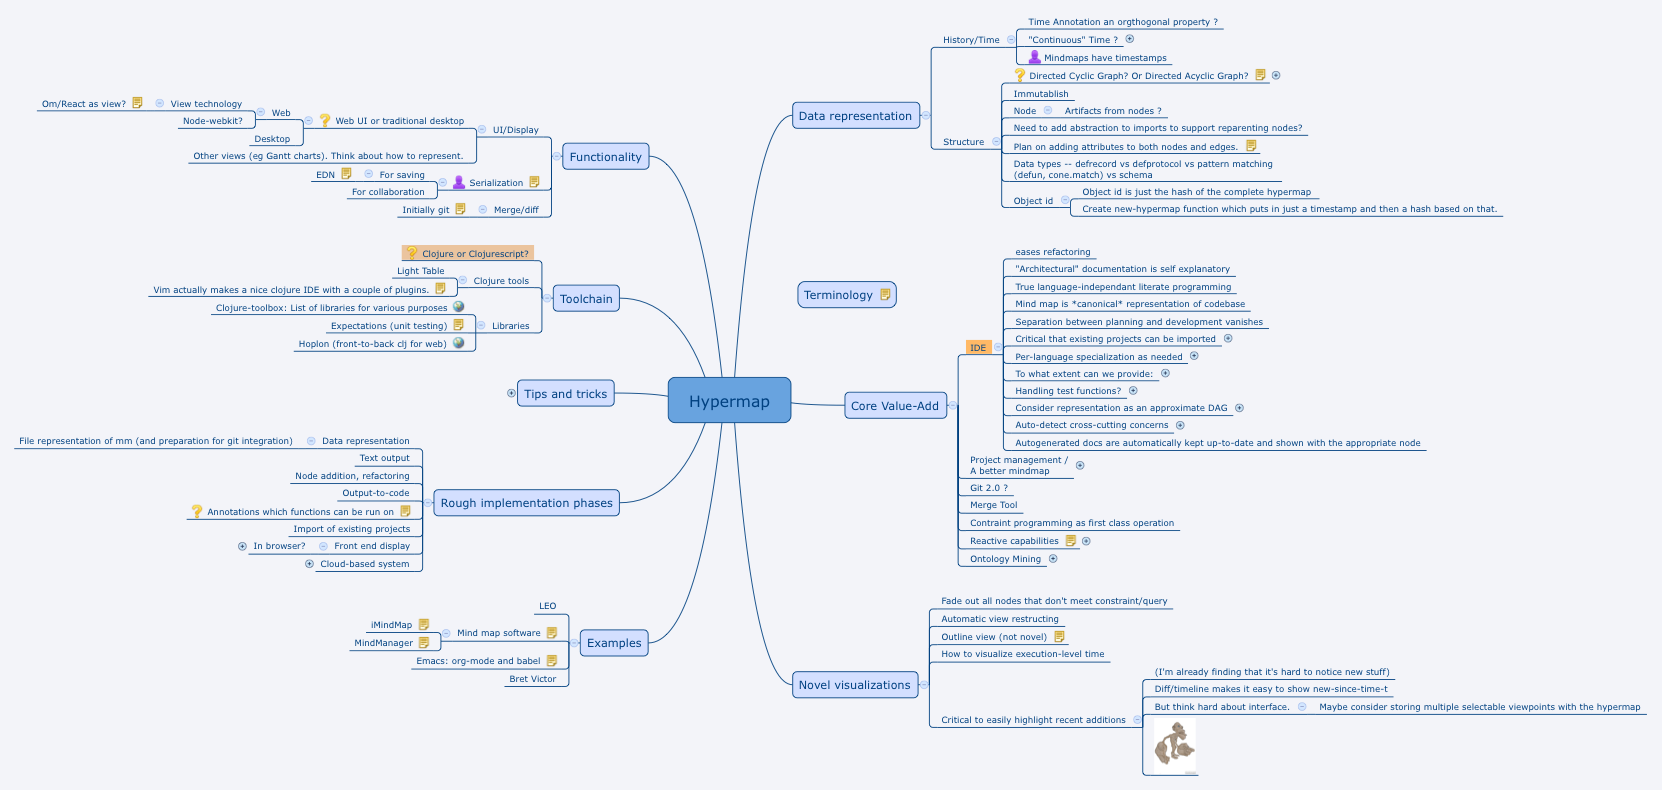 Hypermap
Functionality
UI/Display
Web UI or traditional desktop
Web
View technology
Om/React as view?
Node-webkit?
Desktop
Other views (eg Gantt charts). Think about how to represent.
Serialization
For saving
EDN
For collaboration
Merge/diff
Initially git
Toolchain
Clojure or Clojurescript?
Clojure tools
Light Table
Vim actually makes a nice clojure IDE with a couple of plugins.
Libraries
Clojure-toolbox: List of libraries for various purposes
Expectations (unit testing)
Hoplon (front-to-back clj for web)
Tips and tricks
Rough implementation phases
Data representation
File representation of mm (and preparation for git integration)
Text output
Node addition, refactoring
Output-to-code
Annotations which functions can be run on
Import of existing projects
Front end display
In browser?
Cloud-based system
Examples
LEO
Mind map software
iMindMap
MindManager
Emacs: org-mode and babel
Bret Victor
Data representation
History/Time
Time Annotation an orgthogonal property ?
"Continuous" Time ?
Mindmaps have timestamps
Structure
Directed Cyclic Graph? Or Directed Acyclic Graph?
Immutablish
Node
Artifacts from nodes ?
Need to add abstraction to imports to support reparenting nodes?
Plan on adding attributes to both nodes and edges.
Data types -- defrecord vs defprotocol vs pattern matching
(defun, cone.match) vs schema
Object id
Object id is just the hash of the complete hypermap
Create new-hypermap function which puts in just a timestamp and then a hash based on that.
Terminology
Core Value-Add
IDE
eases refactoring
"Architectural" documentation is self explanatory
True language-independant literate programming
Mind map is *canonical* representation of codebase
Separation between planning and development vanishes
Critical that existing projects can be imported
Per-language specialization as needed
To what extent can we provide:
Handling test functions?
Consider representation as an approximate DAG
Auto-detect cross-cutting concerns
Autogenerated docs are automatically kept up-to-date and shown with the appropriate node
Project management /
A better mindmap
Git 2.0 ?
Merge Tool
Contraint programming as first class operation
Reactive capabilities
Ontology Mining
Novel visualizations
Fade out all nodes that don't meet constraint/query
Automatic view restructing
Outline view (not novel)
How to visualize execution-level time
Critical to easily highlight recent additions
(I'm already finding that it's hard to notice new stuff)
Diff/timeline makes it easy to show new-since-time-t
But think hard about interface.
Maybe consider storing multiple selectable viewpoints with the hypermap